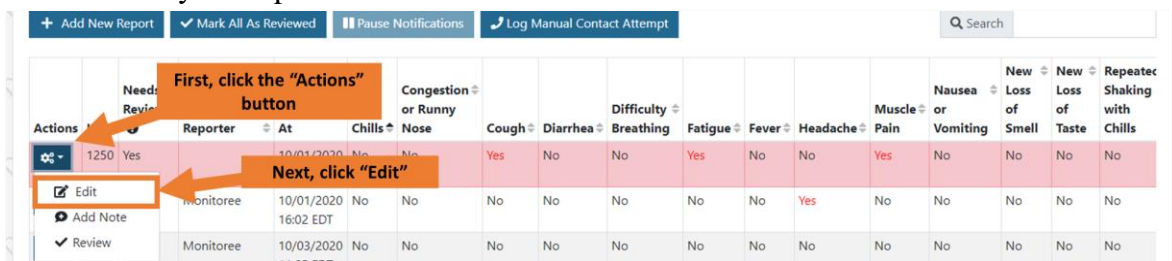 + Add New Report ✔ Mark All As Reviewed Pause Notifications Log Manual Contact Attempt Search
First, click the "Actions" button
Actions Needs Reporter At Chills Congestion or Runny Nose Cough Diarrhea Difficulty Breathing Fatigue Fever Headache Muscle Pain Nausea or Vomiting New Loss of Smell New Loss of Taste Repeated Shaking with Chills
1250 Yes 10/01/2020 No No Yes No No Yes No No Yes No No No No
Next, click "Edit"
Edit
Monitoree 10/01/2020 16:02 EDT No No No No No No No Yes No No No No No
Add Note
Review
Monitoree 10/03/2020 No No No No No No No No No No No No No